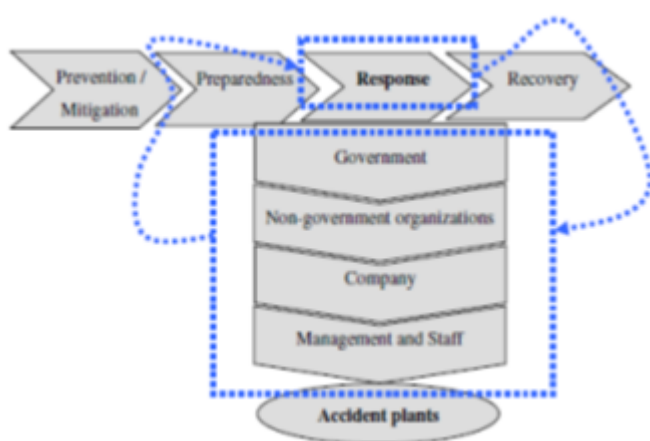 Prevention /
Mitigation
Preparedness
Response
Recovery
Government
Non-government organizations
Company
Management and Staff
Accident plants